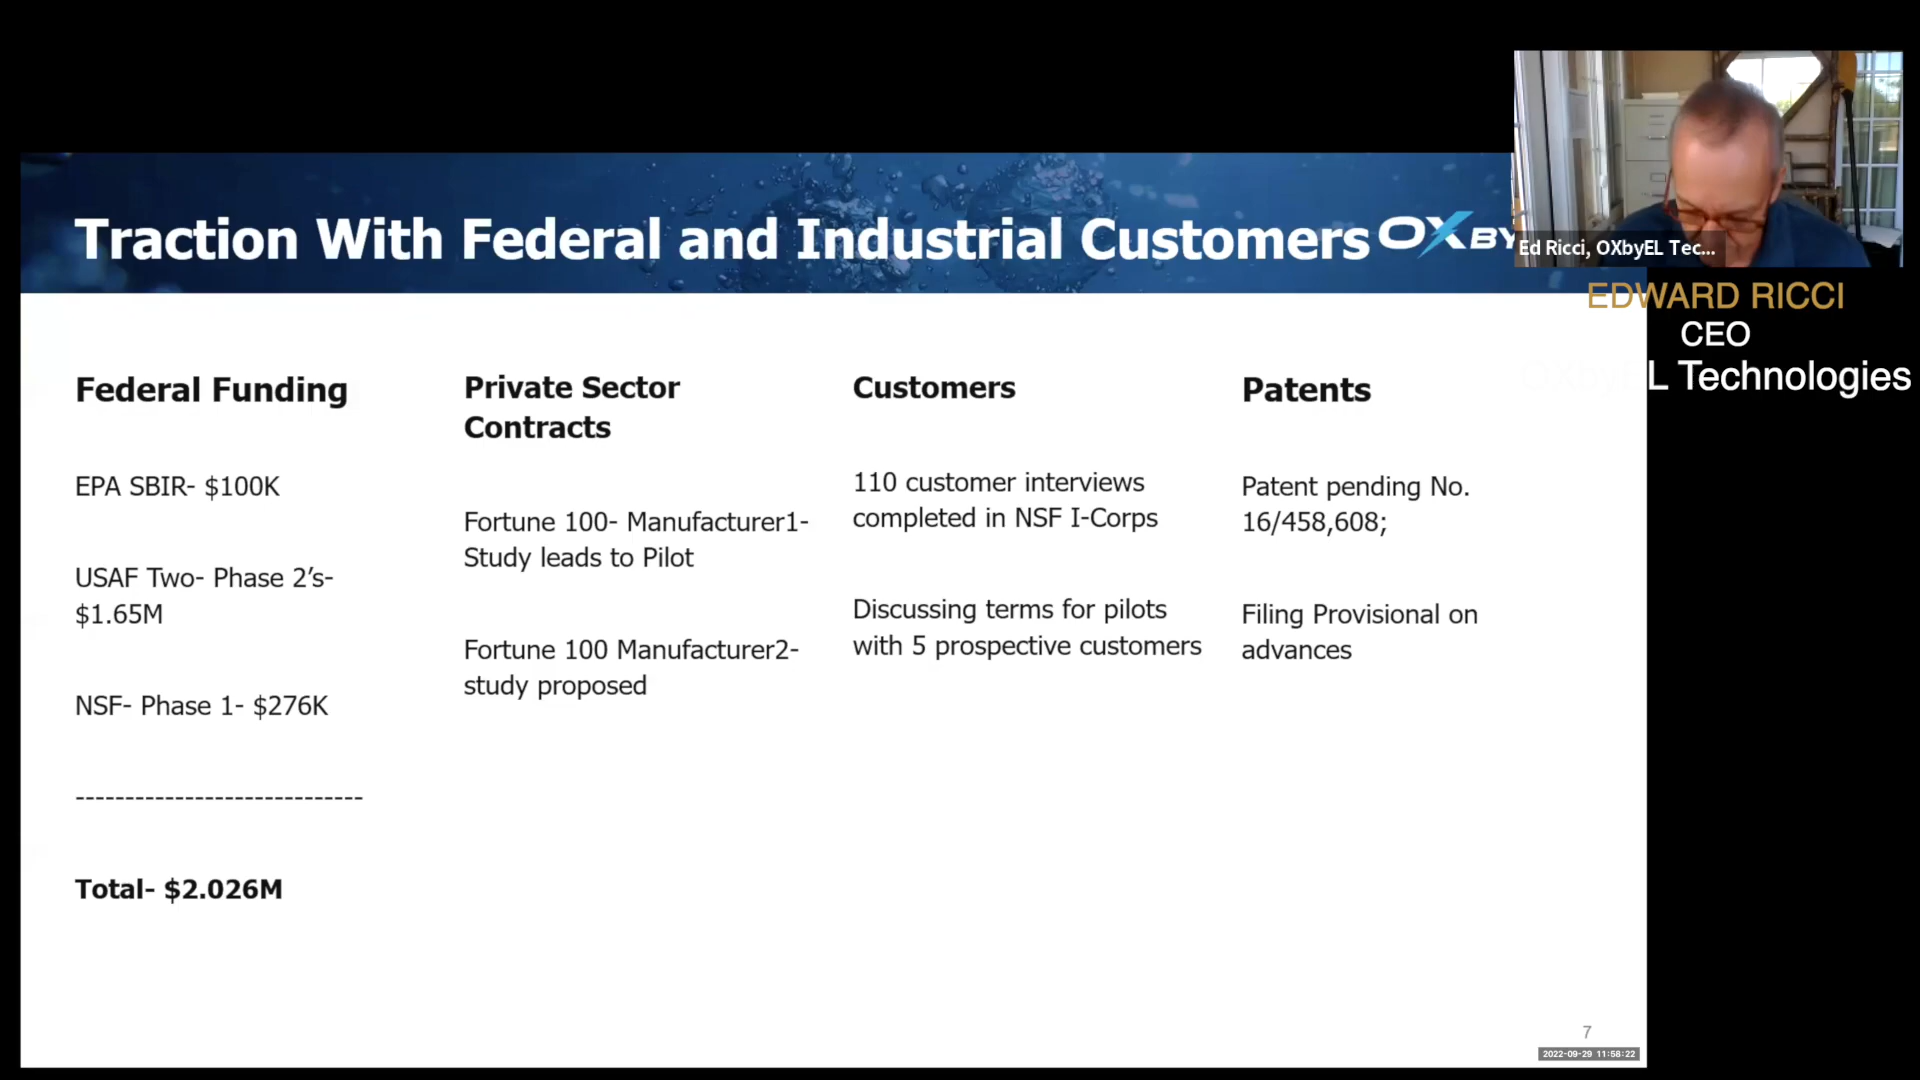 Traction With Federal and Industrial Customers
OXBY
Ed Ricci, OXbyEL Tec...
EDWARD RICCI
CEO
OXbyEL Technologies
Federal Funding
EPA SBIR- $100K
USAF Two- Phase 2’s-
$1.65M
NSF- Phase 1- $276K
-----------------------------
Total- $2.026M
Private Sector
Contracts
Fortune 100- Manufacturer1-
Study leads to Pilot
Fortune 100 Manufacturer2-
study proposed
Customers
110 customer interviews
completed in NSF I-Corps
Discussing terms for pilots
with 5 prospective customers
Patents
Patent pending No.
16/458,608;
Filing Provisional on
advances
7
2022-09-29 11:58:22